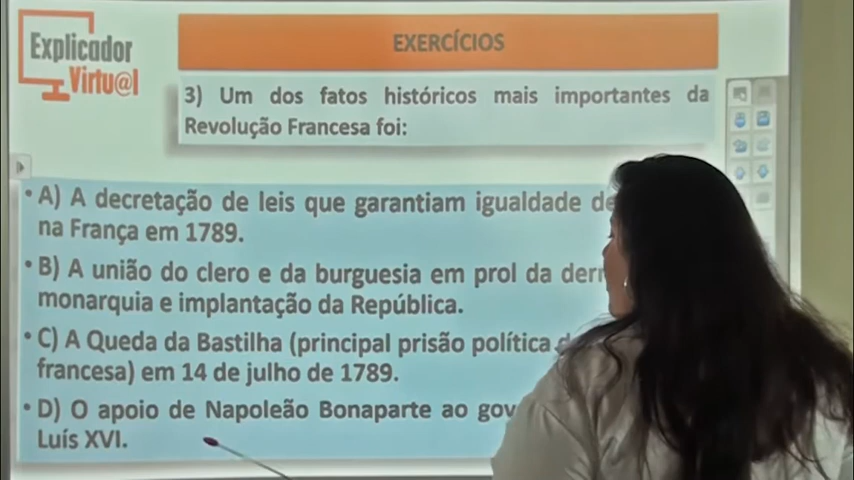 Explicador
Virtu@l
EXERCÍCIOS
3) Um dos fatos históricos mais importantes da
Revolução Francesa foi:
• A) A decretação de leis que garantiam igualdade de
na França em 1789.
• B) A união do clero e da burguesia em prol da
monarquia e implantação da República.
• C) A Queda da Bastilha (principal prisão política
francesa) em 14 de julho de 1789.
• D) O apoio de Napoleão Bonaparte ao
Luís XVI.